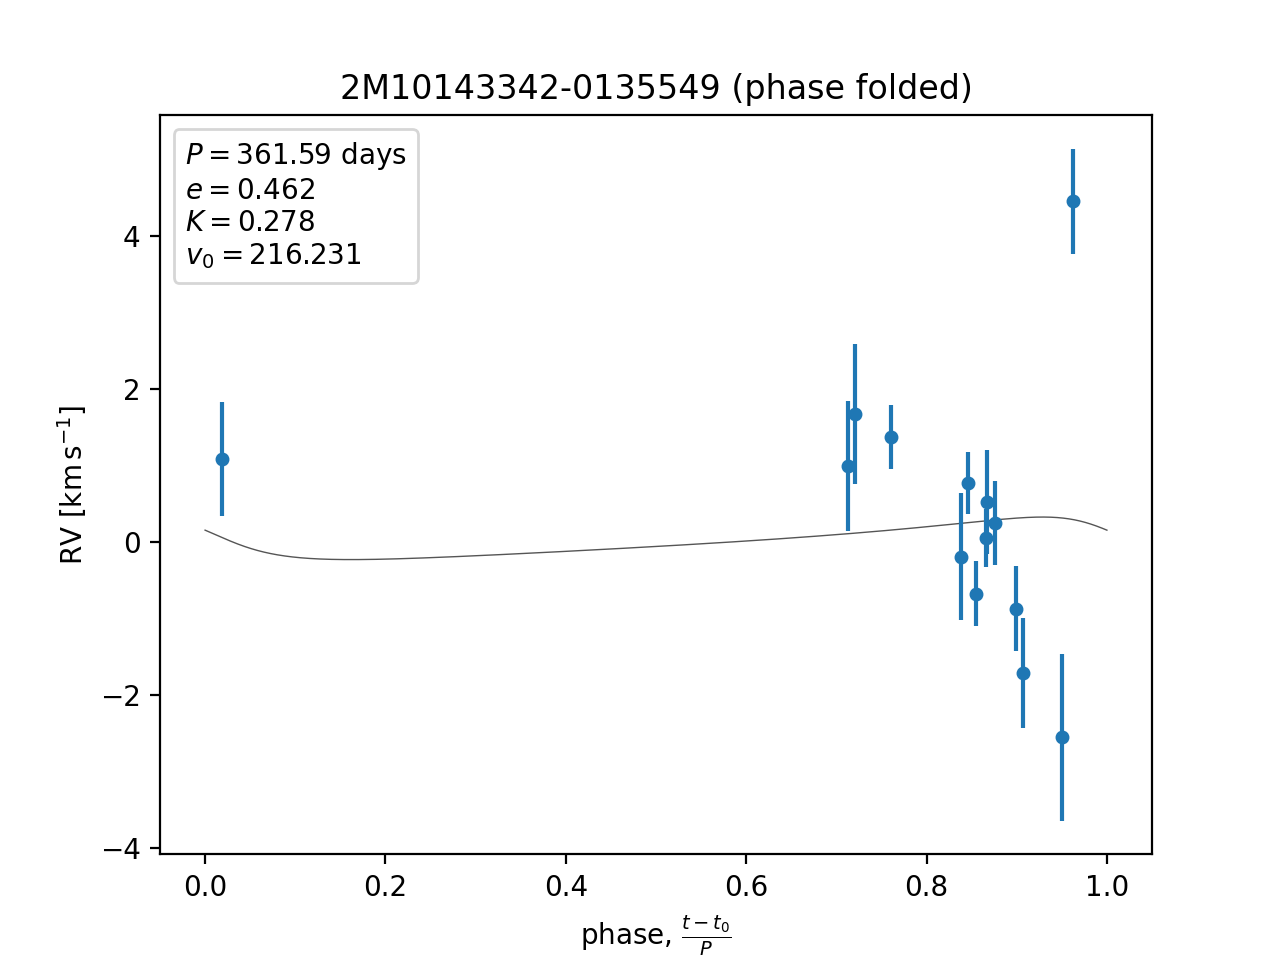 2M10143342-0135549 (phase folded)
P = 361.59 days
e = 0.462
K = 0.278
v₀ = 216.231
4
2
0
−2
−4
RV [km s⁻¹]
0.0 0.2 0.4 0.6 0.8 1.0
phase, (t − t₀)/P